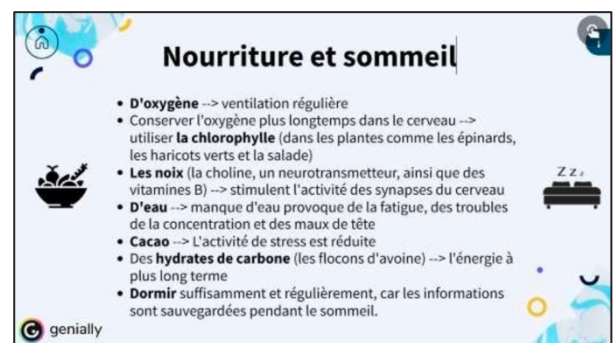 Nourriture et sommeil
• D'oxygène --> ventilation régulière
• Conserver l'oxygène plus longtemps dans le cerveau -->
utiliser la chlorophylle (dans les plantes comme les épinards,
les haricots verts et la salade)
• Les noix (la choline, un neurotransmetteur, ainsi que des
vitamines B) --> stimulent l'activité des synapses du cerveau
• D'eau --> manque d'eau provoque de la fatigue, des troubles
de la concentration et des maux de tête
• Cacao --> L'activité de stress est réduite
• Des hydrates de carbone (les flocons d'avoine) --> l'énergie à
plus long terme
• Dormir suffisamment et régulièrement, car les informations
sont sauvegardées pendant le sommeil.
Z Z z
genially